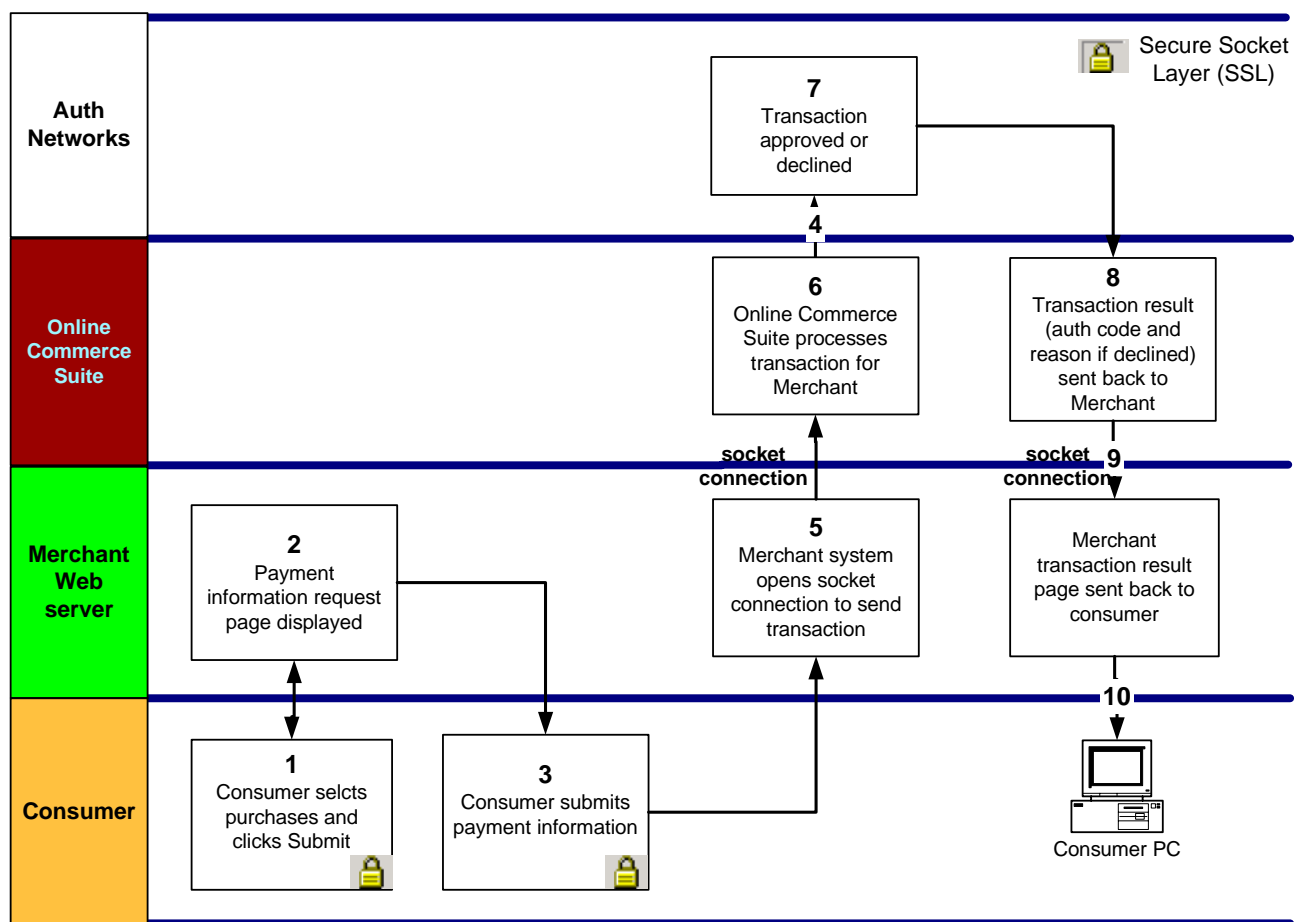 Secure Socket
Layer (SSL)
Auth
Networks
7
Transaction
approved or
declined
4
Online
Commerce
Suite
6
Online Commerce
Suite processes
transaction for
Merchant
8
Transaction result
(auth code and
reason if declined)
sent back to
Merchant
socket
connection
socket
connection
9
Merchant
Web
server
2
Payment
information request
page displayed
5
Merchant system
opens socket
connection to send
transaction
Merchant
transaction result
page sent back to
consumer
10
Consumer
1
Consumer selcts
purchases and
clicks Submit
3
Consumer submits
payment information
Consumer PC